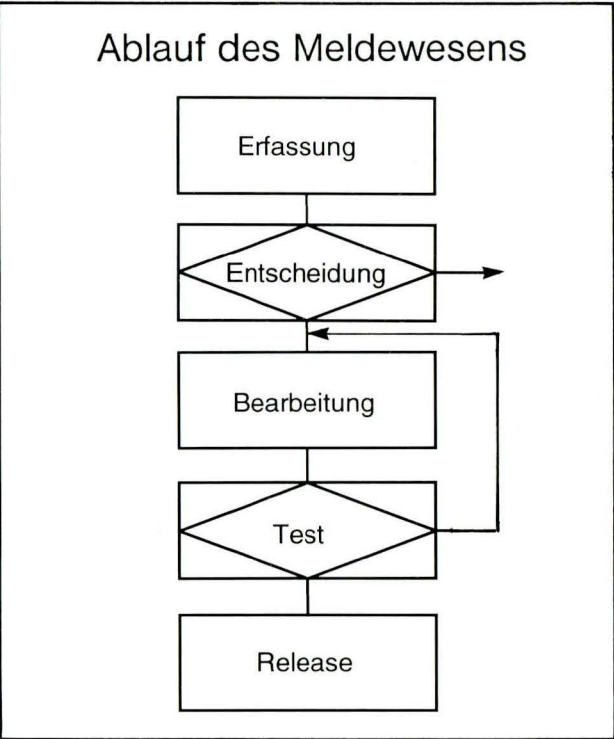 Ablauf des Meldewesens
Erfassung
Entscheidung
Bearbeitung
Test
Release